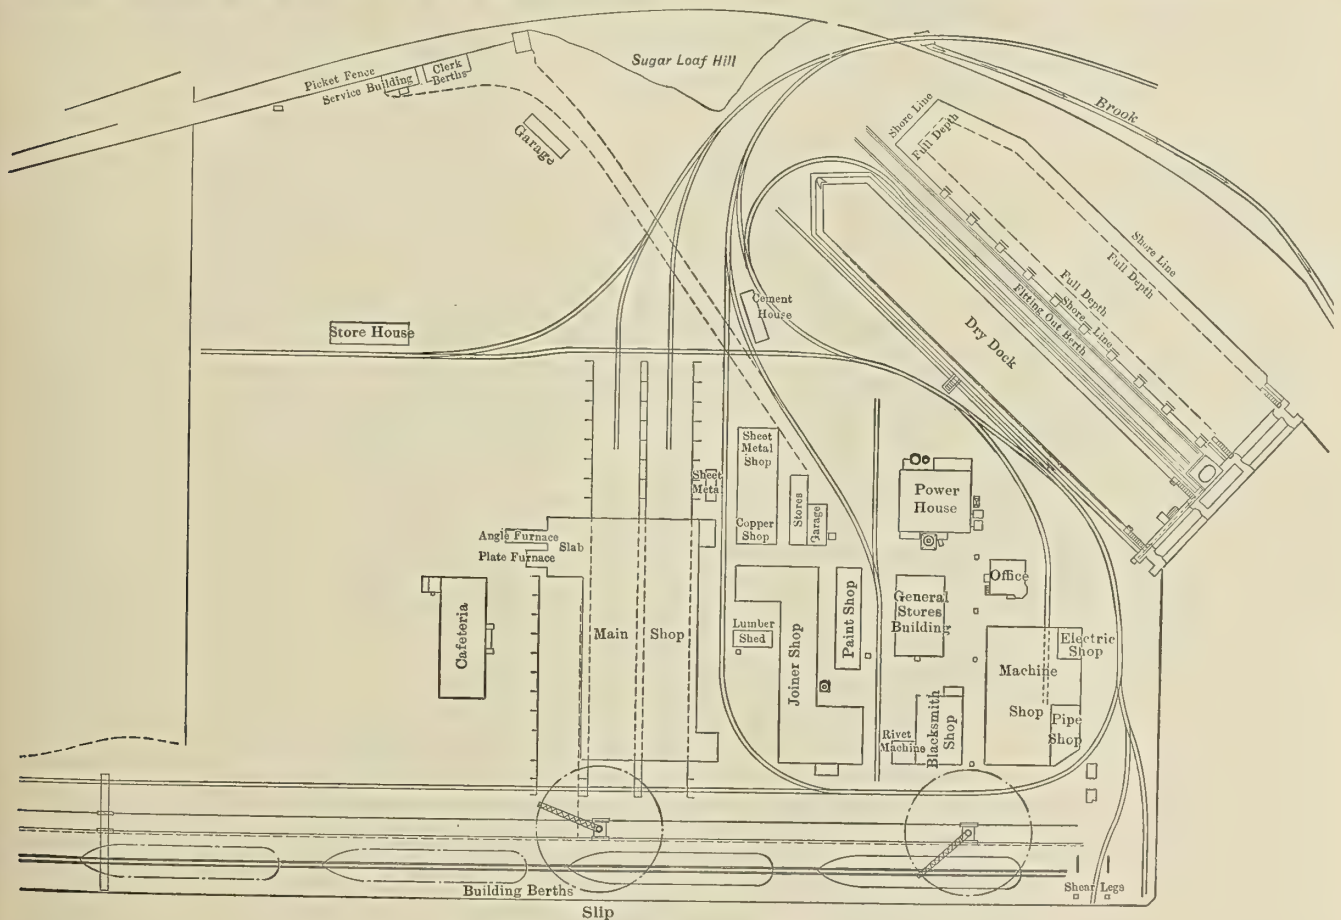 Sugar Loaf Hill
Picket Fence
Service Building
Clerk
Berths
Garage
Brook
Shore Line
Full Depth
Shore Line
Full Depth
Full Depth
Shore Line
Fitting Out Berth
Dry Dock
Cement
House
Store House
Sheet
Metal
Shop
Copper
Shop
Sheet
Metal
Stores
Garage
Power
House
Angle Furnace
Plate Furnace
Slab
Cafeteria
Main Shop
Lumber
Shed
Joiner Shop
Paint Shop
General
Stores
Building
Office
Electric
Shop
Machine
Shop
Pipe
Shop
Rivet
Machine
Blacksmith
Shop
Building Berths
Shear Legs
Slip